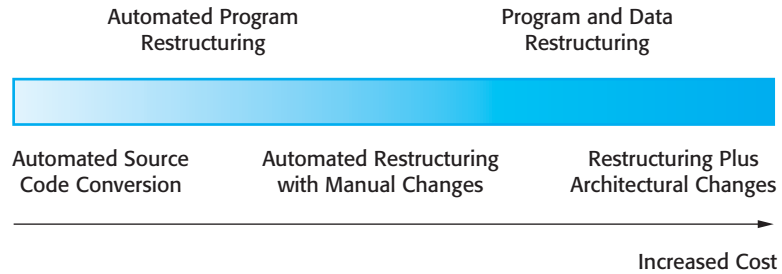 Automated Program
Restructuring
Program and Data
Restructuring
Automated Source
Code Conversion
Automated Restructuring
with Manual Changes
Restructuring Plus
Architectural Changes
Increased Cost